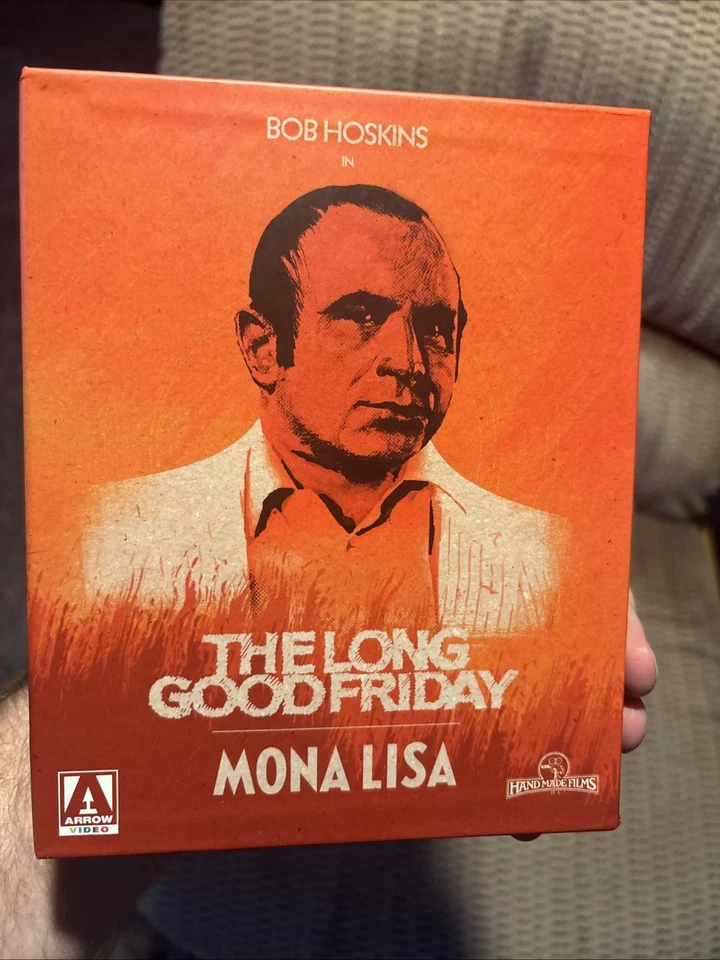 BOB HOSKINS
IN
THE LONG
GOOD FRIDAY
MONA LISA
ARROW
VIDEO
HAND MADE FILMS